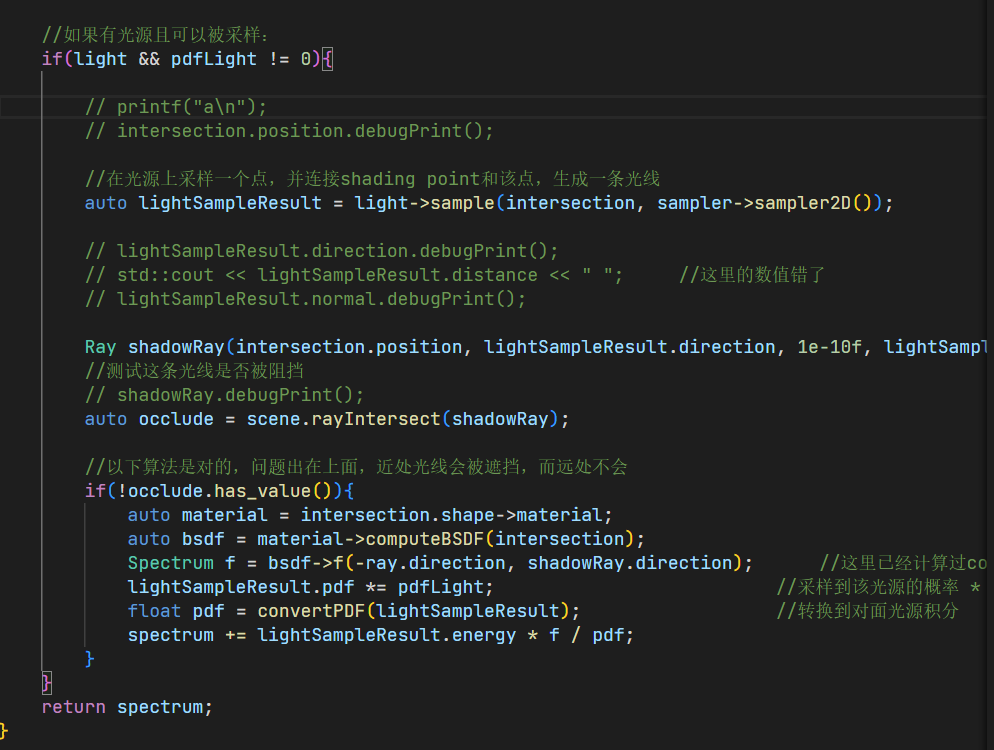 //如果有光源且可以被采样:
if(light && pdfLight != 0){
// printf("a\n");
// intersection.position.debugPrint();
//在光源上采样一个点，并连接shading point和该点，生成一条光线
auto lightSampleResult = light->sample(intersection, sampler->sampler2D());
// lightSampleResult.direction.debugPrint();
// std::cout << lightSampleResult.distance << " ";     //这里的数值错了
// lightSampleResult.normal.debugPrint();
Ray shadowRay(intersection.position, lightSampleResult.direction, 1e-10f, lightSampl
//测试这条光线是否被阻挡
// shadowRay.debugPrint();
auto occlude = scene.rayIntersect(shadowRay);
//以下算法是对的，问题出在上面，近处光线会被遮挡，而远处不会
if(!occlude.has_value()){
auto material = intersection.shape->material;
auto bsdf = material->computeBSDF(intersection);
Spectrum f = bsdf->f(-ray.direction, shadowRay.direction);      //这里已经计算过co
lightSampleResult.pdf *= pdfLight;      //采样到该光源的概率 *
float pdf = convertPDF(lightSampleResult);      //转换到对面光源积分
spectrum += lightSampleResult.energy * f / pdf;
}
}
return spectrum;
}